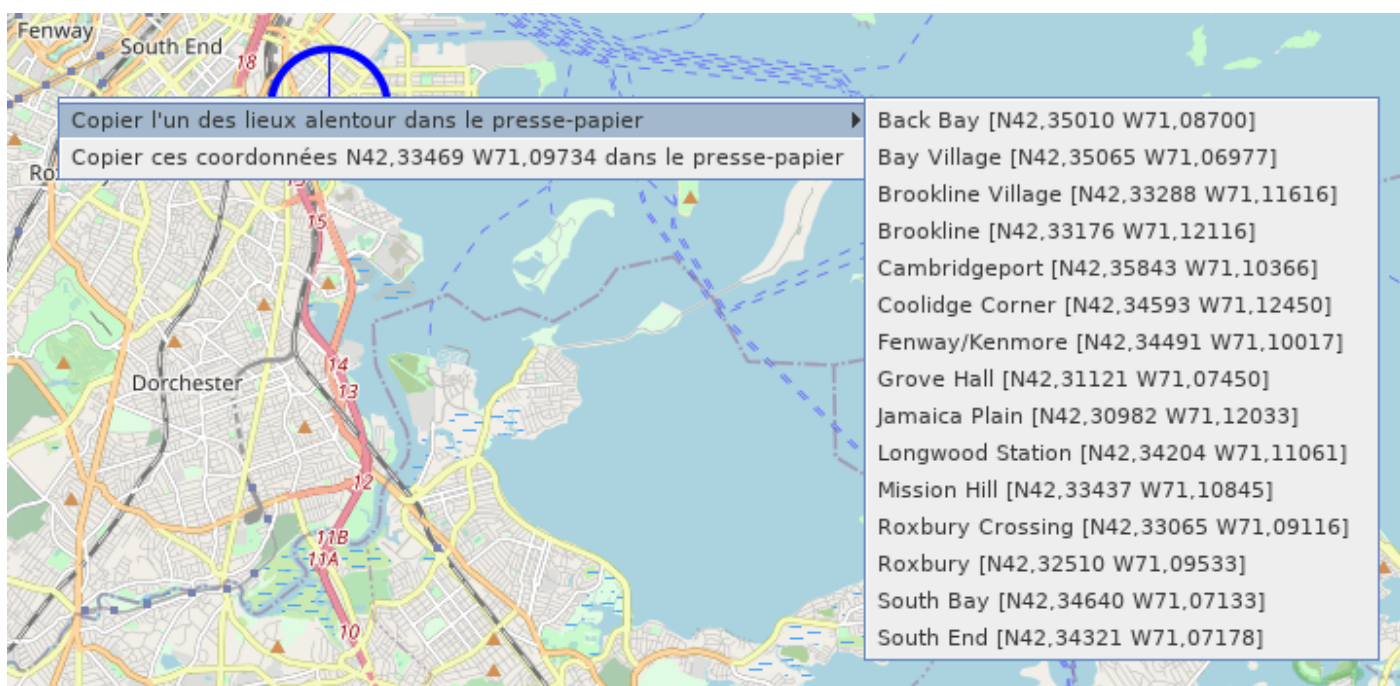 Fenway
South End
18
Copier l'un des lieux alentour dans le presse-papier
Copier ces coordonnées N42,33469 W71,09734 dans le presse-papier
Back Bay [N42,35010 W71,08700]
Bay Village [N42,35065 W71,06977]
Brookline Village [N42,33288 W71,11616]
Brookline [N42,33176 W71,12116]
Cambridgeport [N42,35843 W71,10366]
Coolidge Corner [N42,34593 W71,12450]
Fenway/Kenmore [N42,34491 W71,10017]
Grove Hall [N42,31121 W71,07450]
Jamaica Plain [N42,30982 W71,12033]
Longwood Station [N42,34204 W71,11061]
Mission Hill [N42,33437 W71,10845]
Roxbury Crossing [N42,33065 W71,09116]
Roxbury [N42,32510 W71,09533]
South Bay [N42,34640 W71,07133]
South End [N42,34321 W71,07178]
15
14
13
Dorchester
12
11B
11A
10